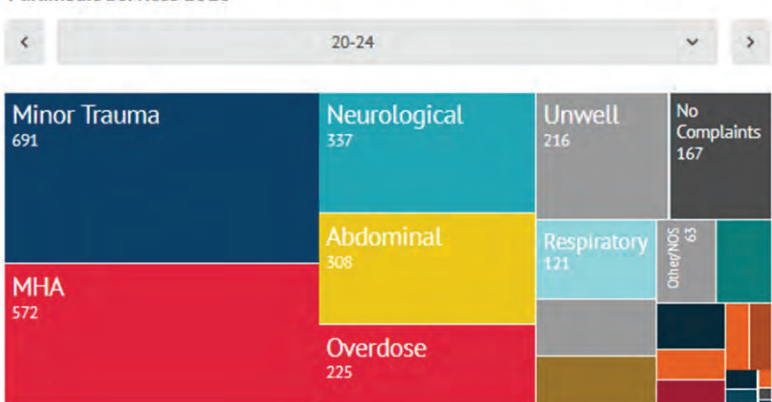 20-24
Minor Trauma
691
MHA
572
Neurological
337
Abdominal
308
Overdose
225
Unwell
216
No
Complaints
167
Respiratory
121
Other/NOS
63